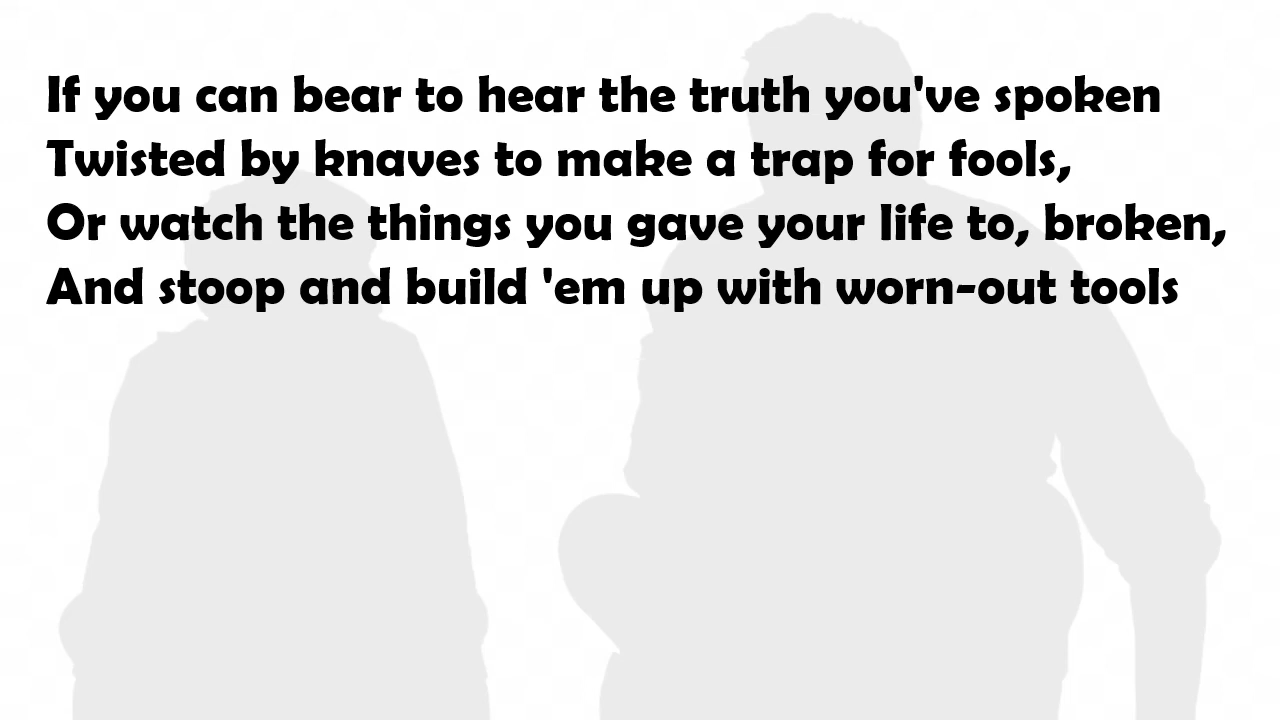 If you can bear to hear the truth you've spoken
Twisted by knaves to make a trap for fools,
Or watch the things you gave your life to, broken,
And stoop and build 'em up with worn-out tools